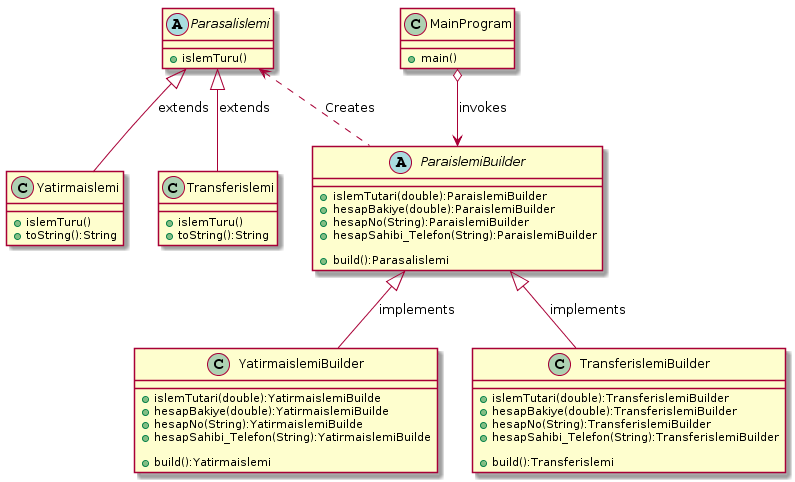 A Parasalislemi
islemTuru()
C MainProgram
main()
extends
extends
Creates
invokes
C Yatirmaislemi
islemTuru()
toString():String
C Transferislemi
islemTuru()
toString():String
A ParaislemiBuilder
islemTutari(double):ParaislemiBuilder
hesapBakiye(double):ParaislemiBuilder
hesapNo(String):ParaislemiBuilder
hesapSahibi_Telefon(String):ParaislemiBuilder
build():Parasalislemi
implements
implements
C YatirmaislemiBuilder
islemTutari(double):YatirmaislemiBuilde
hesapBakiye(double):YatirmaislemiBuilde
hesapNo(String):YatirmaislemiBuilde
hesapSahibi_Telefon(String):YatirmaislemiBuilde
build():Yatirmaislemi
C TransferislemiBuilder
islemTutari(double):TransferislemiBuilder
hesapBakiye(double):TransferislemiBuilder
hesapNo(String):TransferislemiBuilder
hesapSahibi_Telefon(String):TransferislemiBuilder
build():Transferislemi